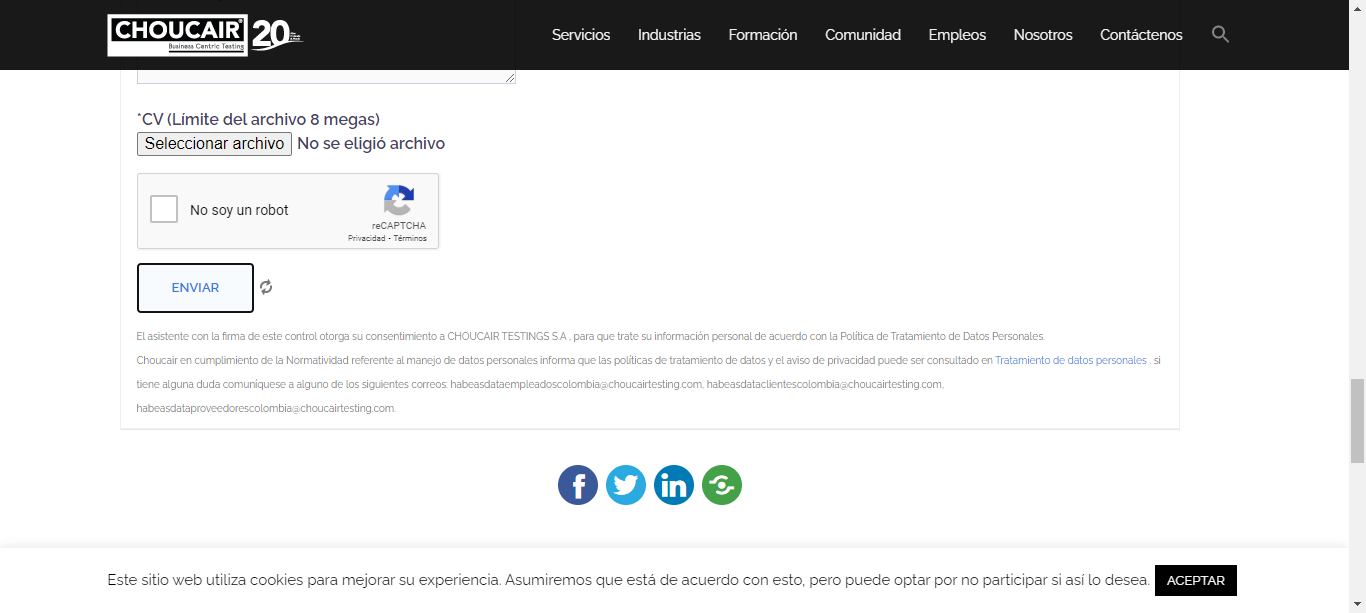 CHOUCAIR
Business Centric Testing
20
Servicios Industrias Formación Comunidad Empleos Nosotros Contáctenos
*CV (Límite del archivo 8 megas)
Seleccionar archivo No se eligió archivo
No soy un robot
reCAPTCHA
Privacidad - Términos
ENVIAR
El asistente con la firma de este control otorga su consentimiento a CHOUCAIR TESTINGS S.A , para que trate su información personal de acuerdo con la Política de Tratamiento de Datos Personales.
Choucair en cumplimiento de la Normatividad referente al manejo de datos personales informa que las políticas de tratamiento de datos y el aviso de privacidad puede ser consultado en Tratamiento de datos personales . si
tiene alguna duda comuníquese a alguno de los siguientes correos: habeasdataempleadoscolombia@choucairtesting.com, habeasdataclientescolombia@choucairtesting.com,
habeasdataproveedorescolombia@choucairtesting.com.
Este sitio web utiliza cookies para mejorar su experiencia. Asumiremos que está de acuerdo con esto, pero puede optar por no participar si así lo desea. ACEPTAR